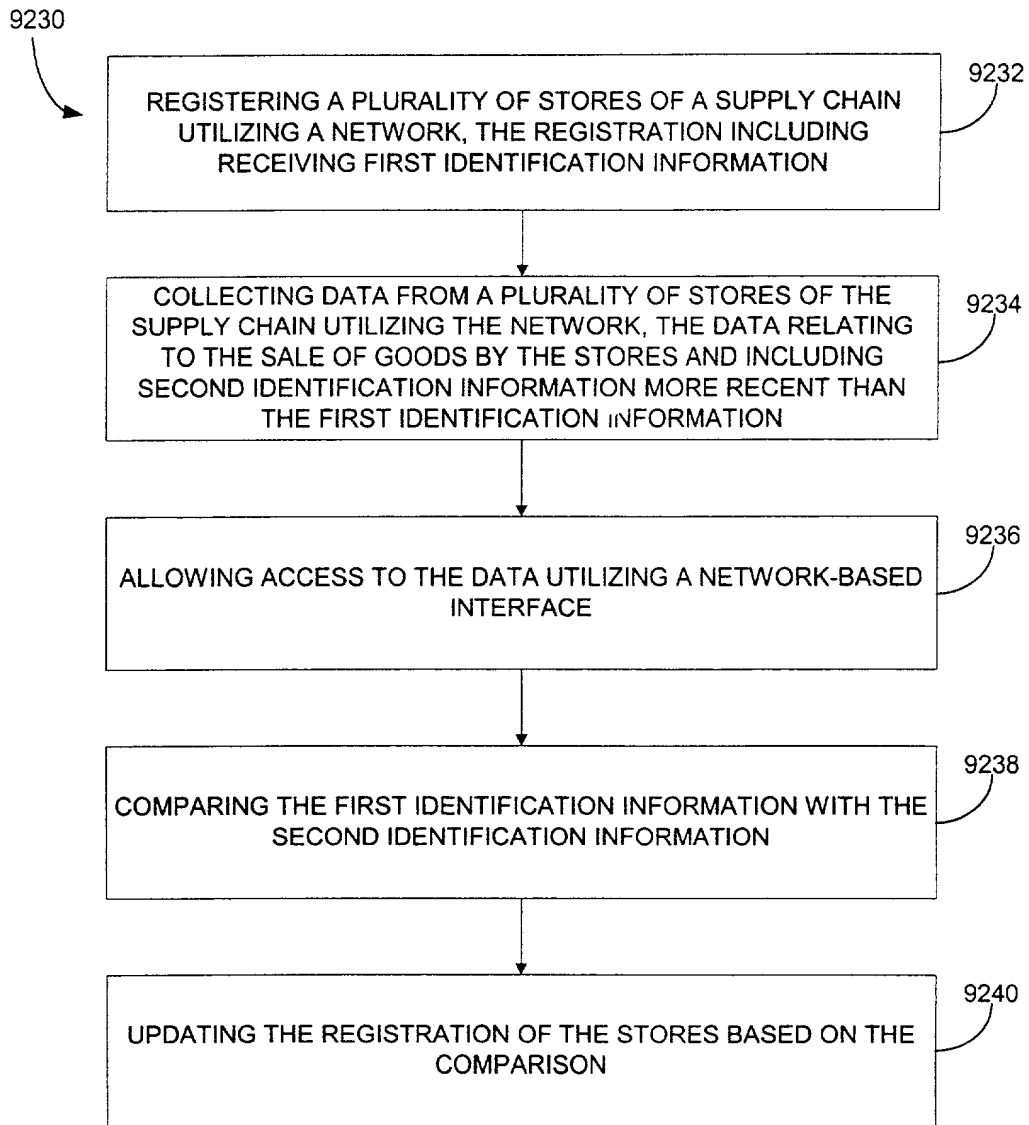 9230
9232
REGISTERING A PLURALITY OF STORES OF A SUPPLY CHAIN
UTILIZING A NETWORK, THE REGISTRATION INCLUDING
RECEIVING FIRST IDENTIFICATION INFORMATION
9234
COLLECTING DATA FROM A PLURALITY OF STORES OF THE
SUPPLY CHAIN UTILIZING THE NETWORK, THE DATA RELATING
TO THE SALE OF GOODS BY THE STORES AND INCLUDING
SECOND IDENTIFICATION INFORMATION MORE RECENT THAN
THE FIRST IDENTIFICATION INFORMATION
9236
ALLOWING ACCESS TO THE DATA UTILIZING A NETWORK-BASED
INTERFACE
9238
COMPARING THE FIRST IDENTIFICATION INFORMATION WITH THE
SECOND IDENTIFICATION INFORMATION
9240
UPDATING THE REGISTRATION OF THE STORES BASED ON THE
COMPARISON